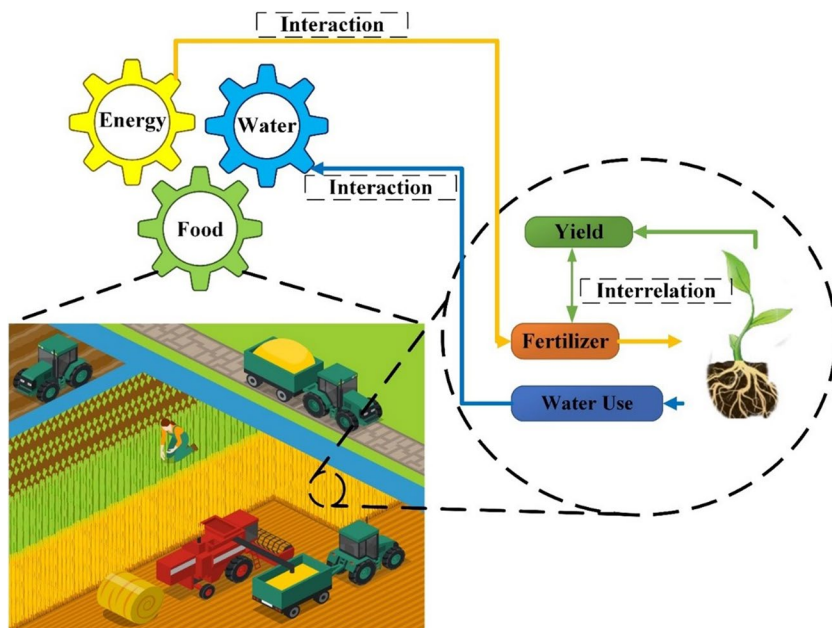 Interaction
Energy
Water
Interaction
Food
Yield
Interrelation
Fertilizer
Water Use